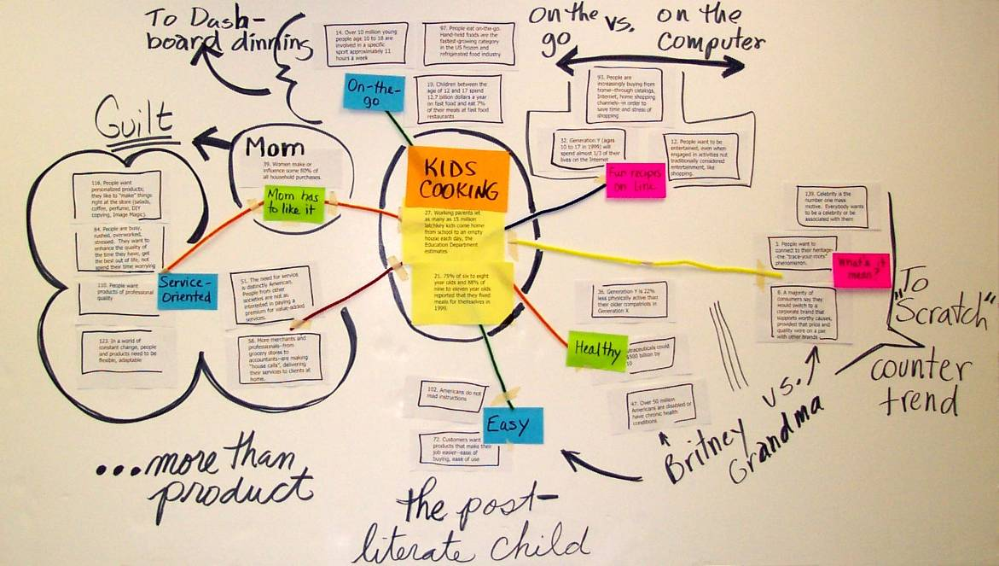 To Dash-
board dinning
14. Over 10 million young
people age 10 to 18 are
involved in a specific
sport approximately 11
hours a week
97. People eat on-the-go.
Hand-held foods are the
fastest-growing category
in the US frozen and
refrigerated food industry
On the
go
vs.
on the
computer
On-the-
go
19. Children between the
age of 12 and 17 spend
12.7 billion dollars a year
on fast food and eat 7%
of their meals at fast food
restaurants
93. People are
increasingly buying from
home--through catalogs,
Internet, home shopping
channels--in order to
save time and stress of
shopping
32. Generation Y (ages
10 to 17 in 1999) will
spend almost 1/3 of their
lives on the Internet
12. People want to be
entertained, even when
engaged in activities not
traditionally considered
entertainment, like
shopping.
Fun recipes
on Line
Guilt
Mom
39. Women make or
influence some 80% of
all household purchases.
Mom has
to like it
KIDS
COOKING
27. Working parents let
as many as 15 million
latchkey kids come home
from school to an empty
house each day, the
Education Department
estimates
21. 79% of six to eight
year olds and 88% of
nine to eleven year olds
reported that they fixed
meals for themselves in
1998.
116. People want
personalized products;
they like to "make" things
right at the store (salads,
coffee, perfume, DIY
copying, Image Magic).
84. People are busy,
rushed, overworked,
stressed. They want to
enhance the quality of
the time they have, get
the best out of life, not
spend their time worrying
110. People want
products of professional
quality
Service-
Oriented
51. The need for service
is distinctly American.
People from other
societies are not as
interested in paying a
premium for value-added
services.
123. In a world of
constant change, people
and products need to be
flexible, adaptable
58. More merchants and
professionals--from
grocery stores to
accountants--are making
"house calls", delivering
their services to clients at
home.
139. Celebrity is the
number one mass
motive. Everybody wants
to be a celebrity or be
associated with them
3. People want to
connect to their heritage-
-the "trace-your-roots"
phenomenon.
What's it
mean?
8. A majority of
consumers say they
would switch to a
corporate brand that
supports worthy causes,
provided that price and
quality were on a par
with other brands
"To
Scratch"
counter
trend
36. Generation Y is 22%
less physically active than
their older compatriots in
Generation X
Healthy
utraceuticals could
$500 billion by
10
47. Over 50 million
Americans are disabled or
have chronic health
conditions
102. Americans do not
read instructions
Easy
72. Customers want
products that make their
job easier--ease of
buying, ease of use
Britney
vs.
Grandma
...more than
product
the post-
literate child